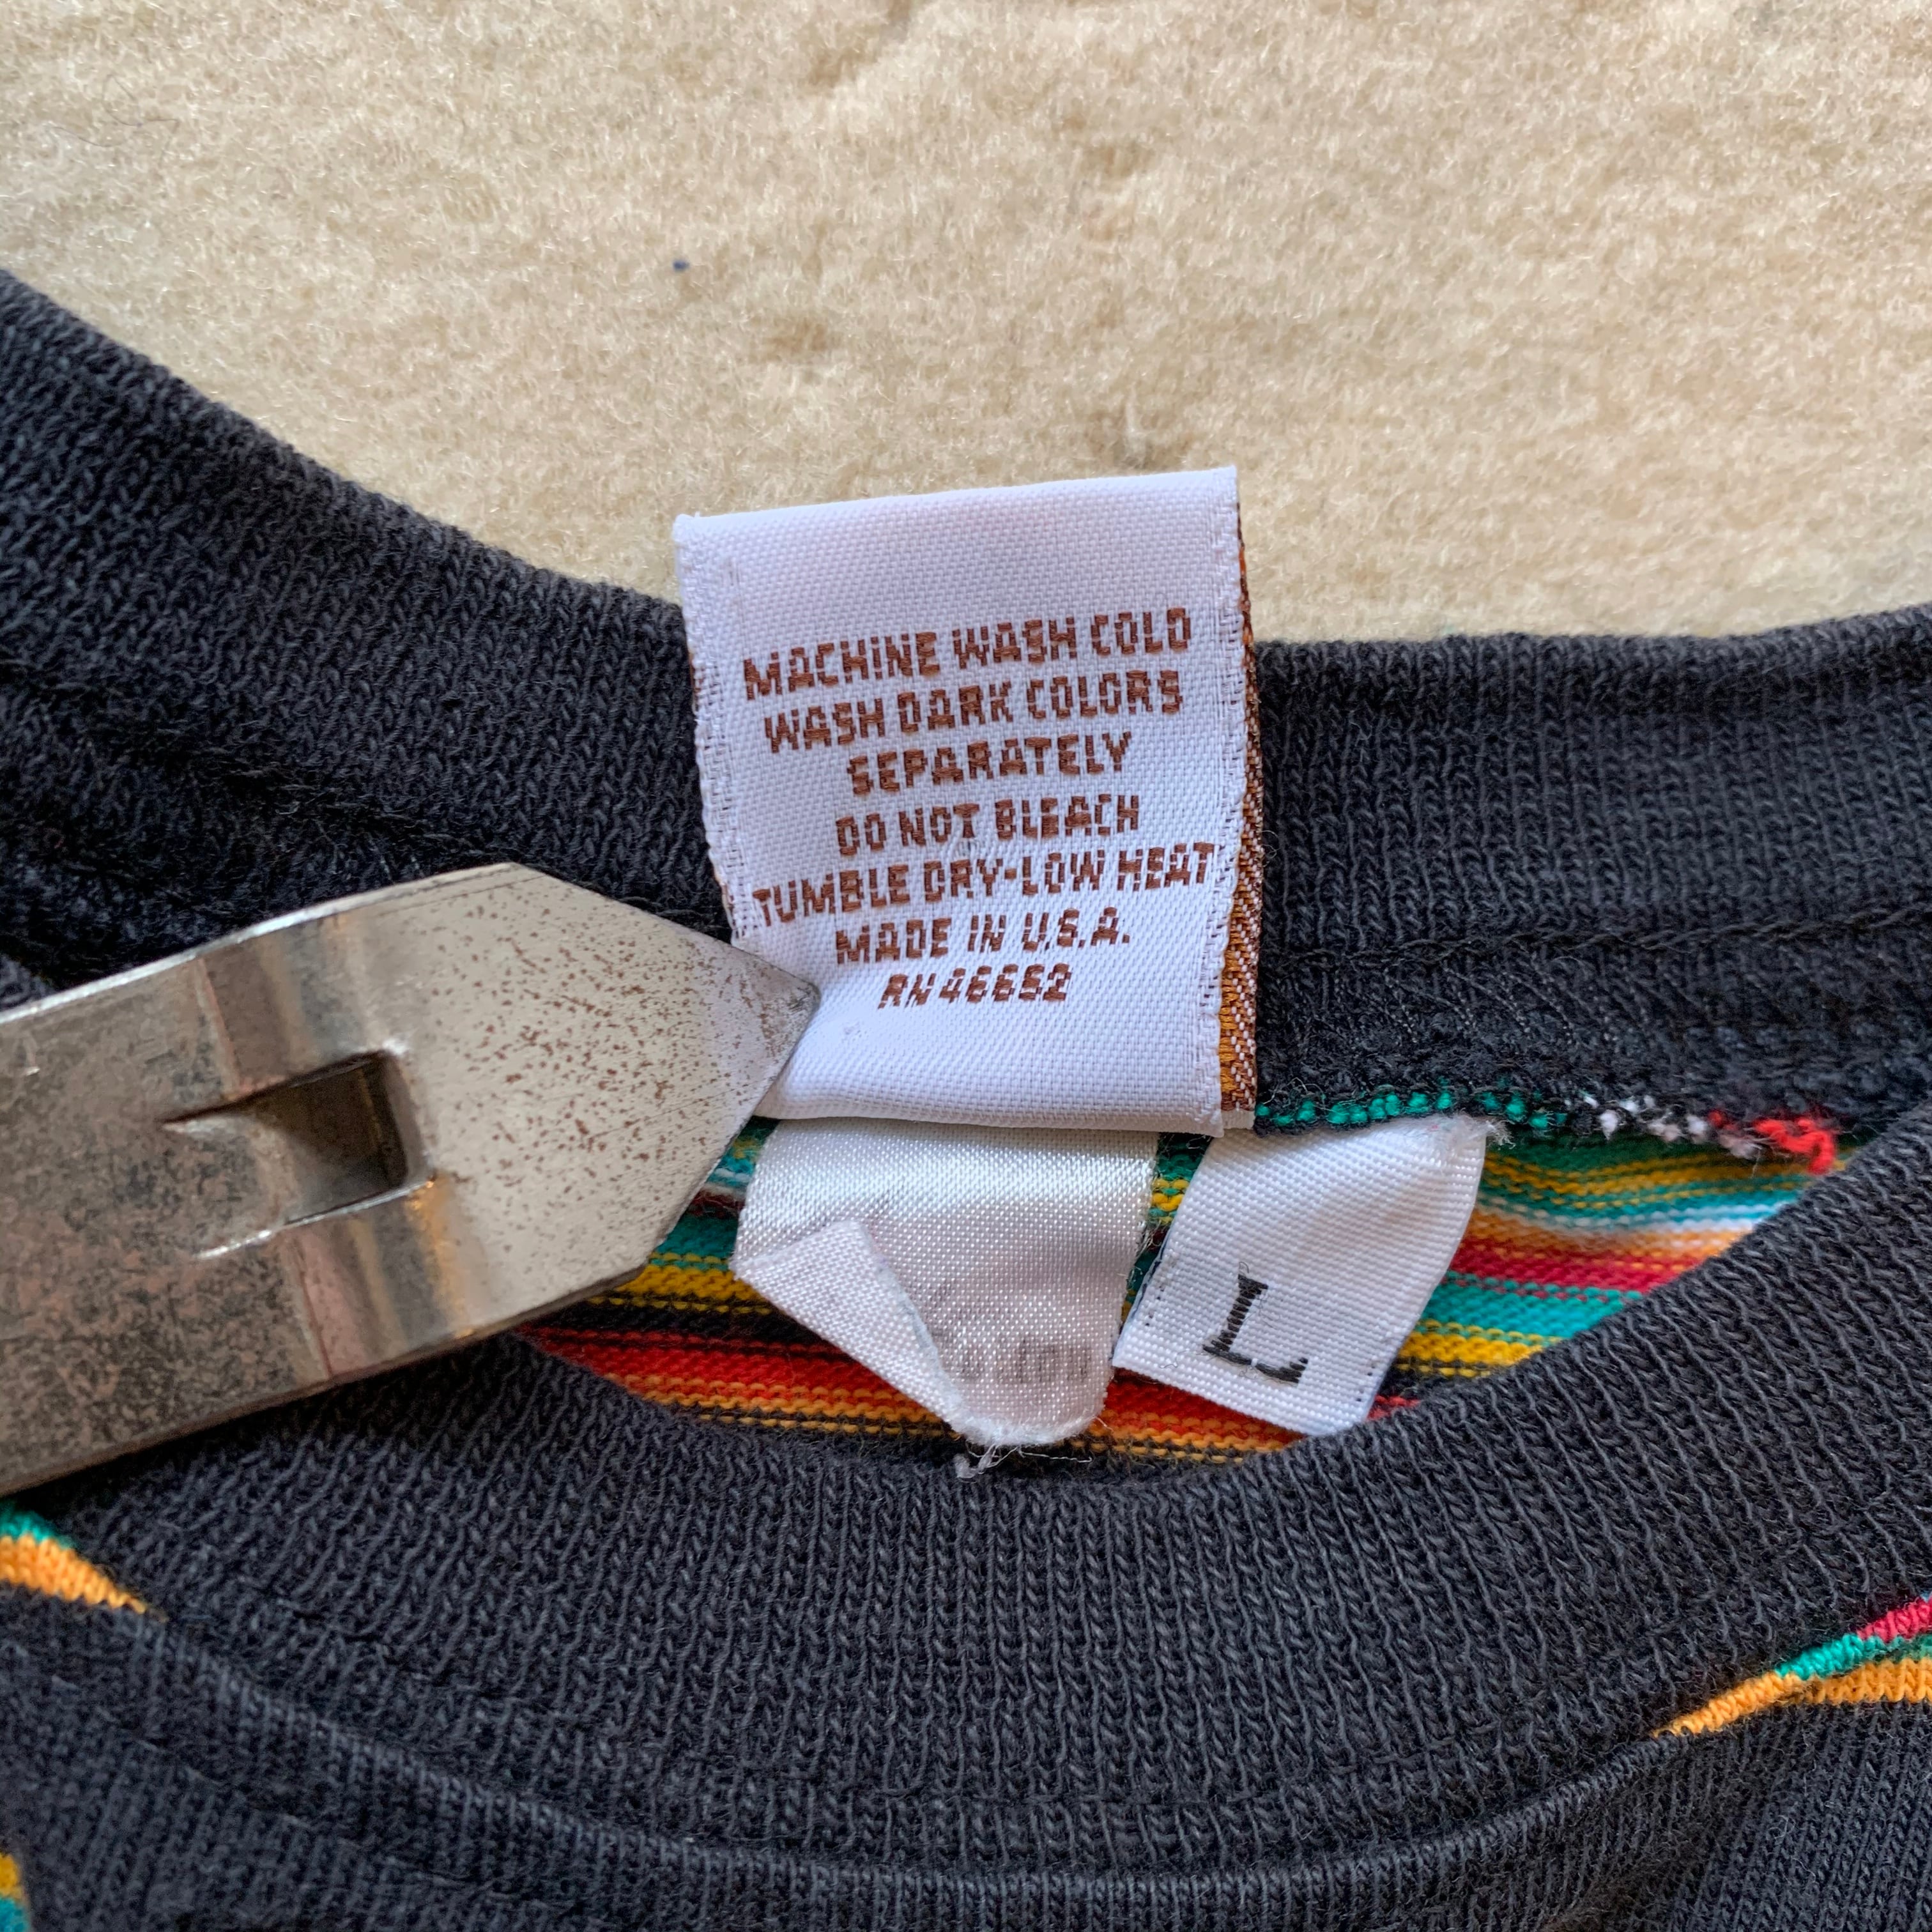 MACHINE WASH COLD
WASH DARK COLORS
SEPARATELY
DO NOT BLEACH
TUMBLE DRY-LOW HEAT
MADE IN U.S.A.
RN 46652
L